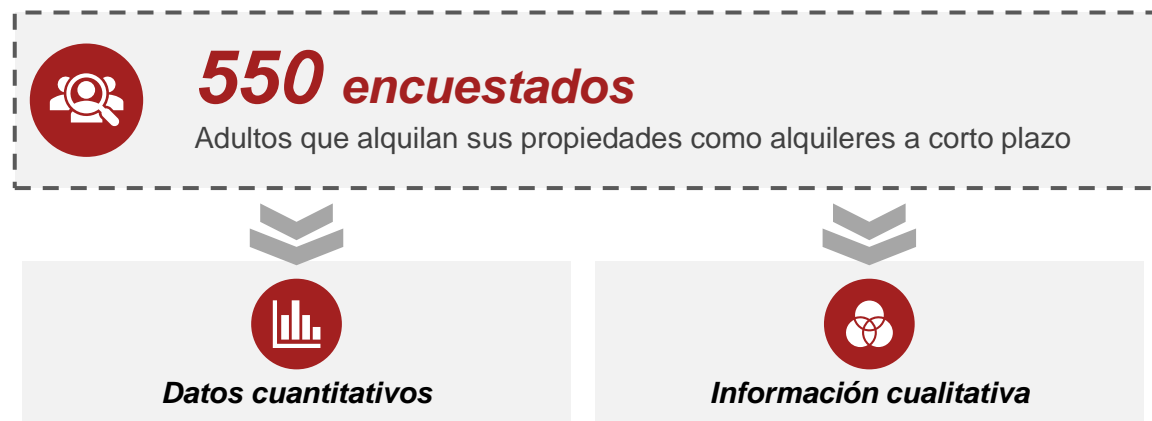 550 encuestados
Adultos que alquilan sus propiedades como alquileres a corto plazo
Datos cuantitativos
Información cualitativa